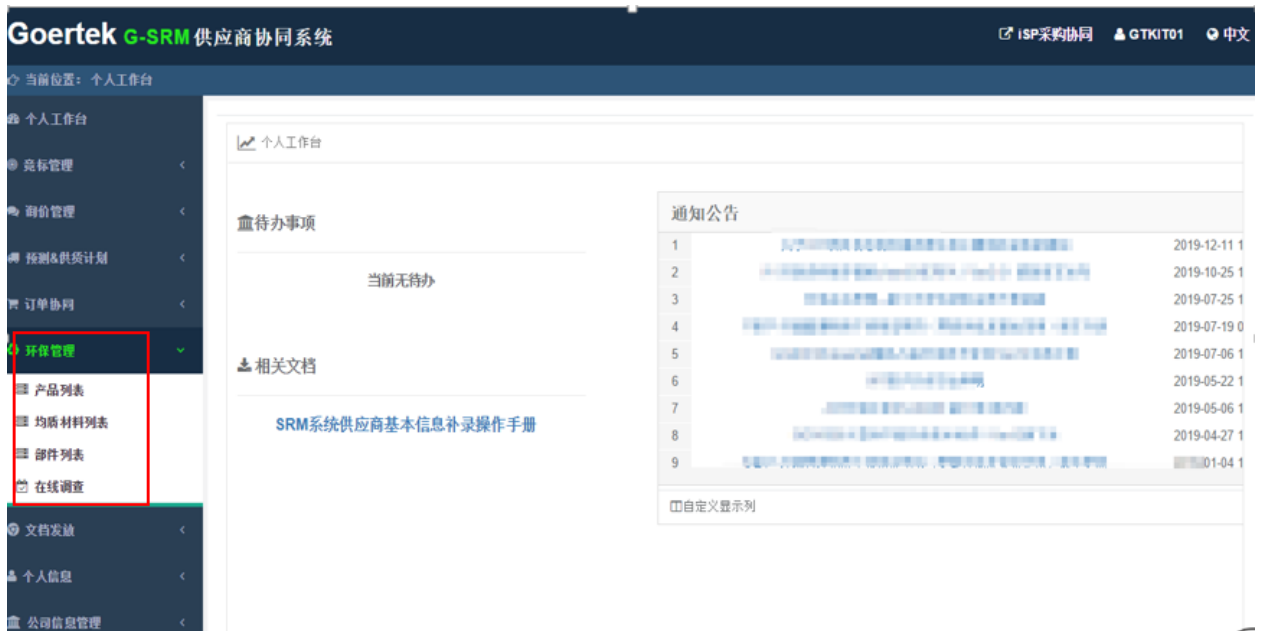 Goertek G-SRM 供应商协同系统
iSP采购协同 GTKIT01 中文
当前位置：个人工作台
个人工作台
竞标管理
询价管理
预测&供货计划
订单协同
环保管理
产品列表
均质材料列表
部件列表
在线调查
文档发放
个人信息
公司信息管理
个人工作台
待办事项
当前无待办
相关文档
SRM系统供应商基本信息补录操作手册
通知公告
1 2019-12-11 1
2 2019-10-25 1
3 2019-07-25 1
4 2019-07-19 0
5 2019-07-06 1
6 2019-05-22 1
7 2019-05-06 1
8 2019-04-27 1
9 01-04 1
自定义显示列